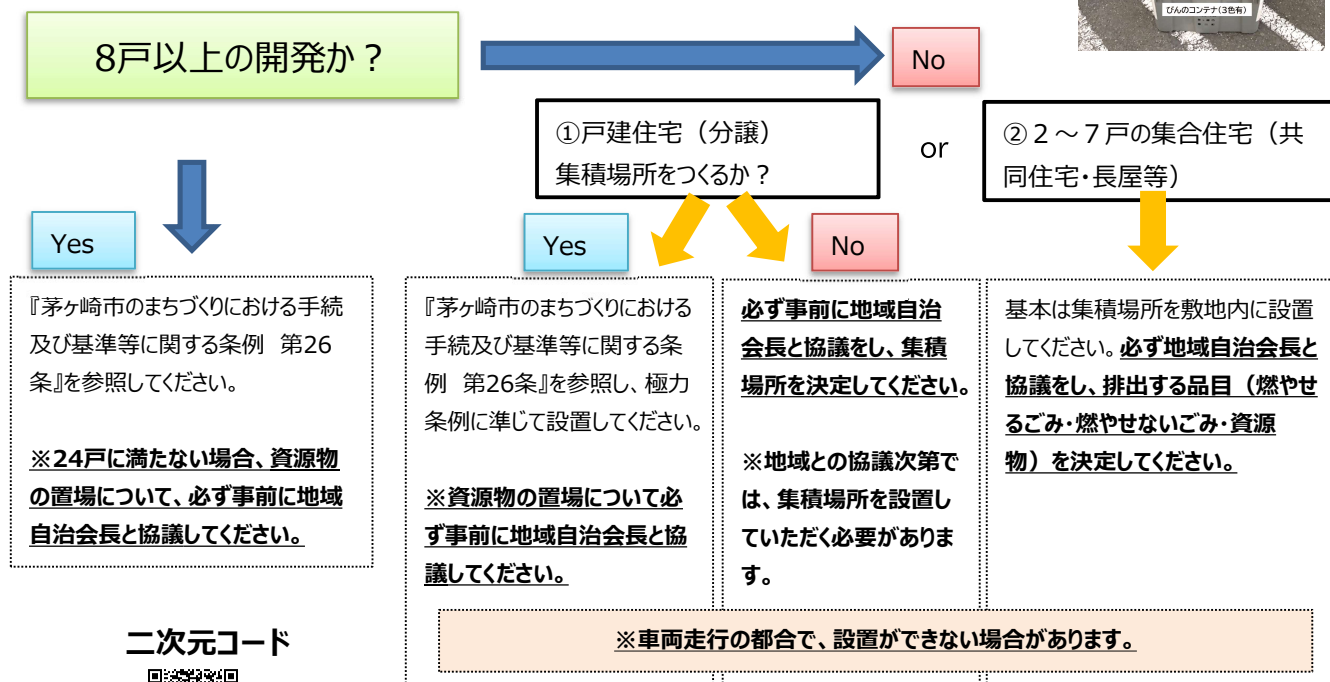 びんのコンテナ(3色有)
8戸以上の開発か？
No
①戸建住宅（分譲）
集積場所をつくるか？
or
②２～７戸の集合住宅（共
同住宅・長屋等）
Yes
Yes
No
『茅ヶ崎市のまちづくりにおける手続
及び基準等に関する条例　第26
条』を参照してください。
※24戸に満たない場合、資源物
の置場について、必ず事前に地域
自治会長と協議してください。
『茅ヶ崎市のまちづくりにおける
手続及び基準等に関する条
例　第26条』を参照し、極力
条例に準じて設置してください。
※資源物の置場について必
ず事前に地域自治会長と協
議してください。
必ず事前に地域自治
会長と協議をし、集積
場所を決定してください。
※地域との協議次第で
は、集積場所を設置し
ていただく必要がありま
す。
基本は集積場所を敷地内に設置
してください。必ず地域自治会長と
協議をし、排出する品目（燃やせ
るごみ・燃やせないごみ・資源
物）を決定してください。
※車両走行の都合で、設置ができない場合があります。
二次元コード